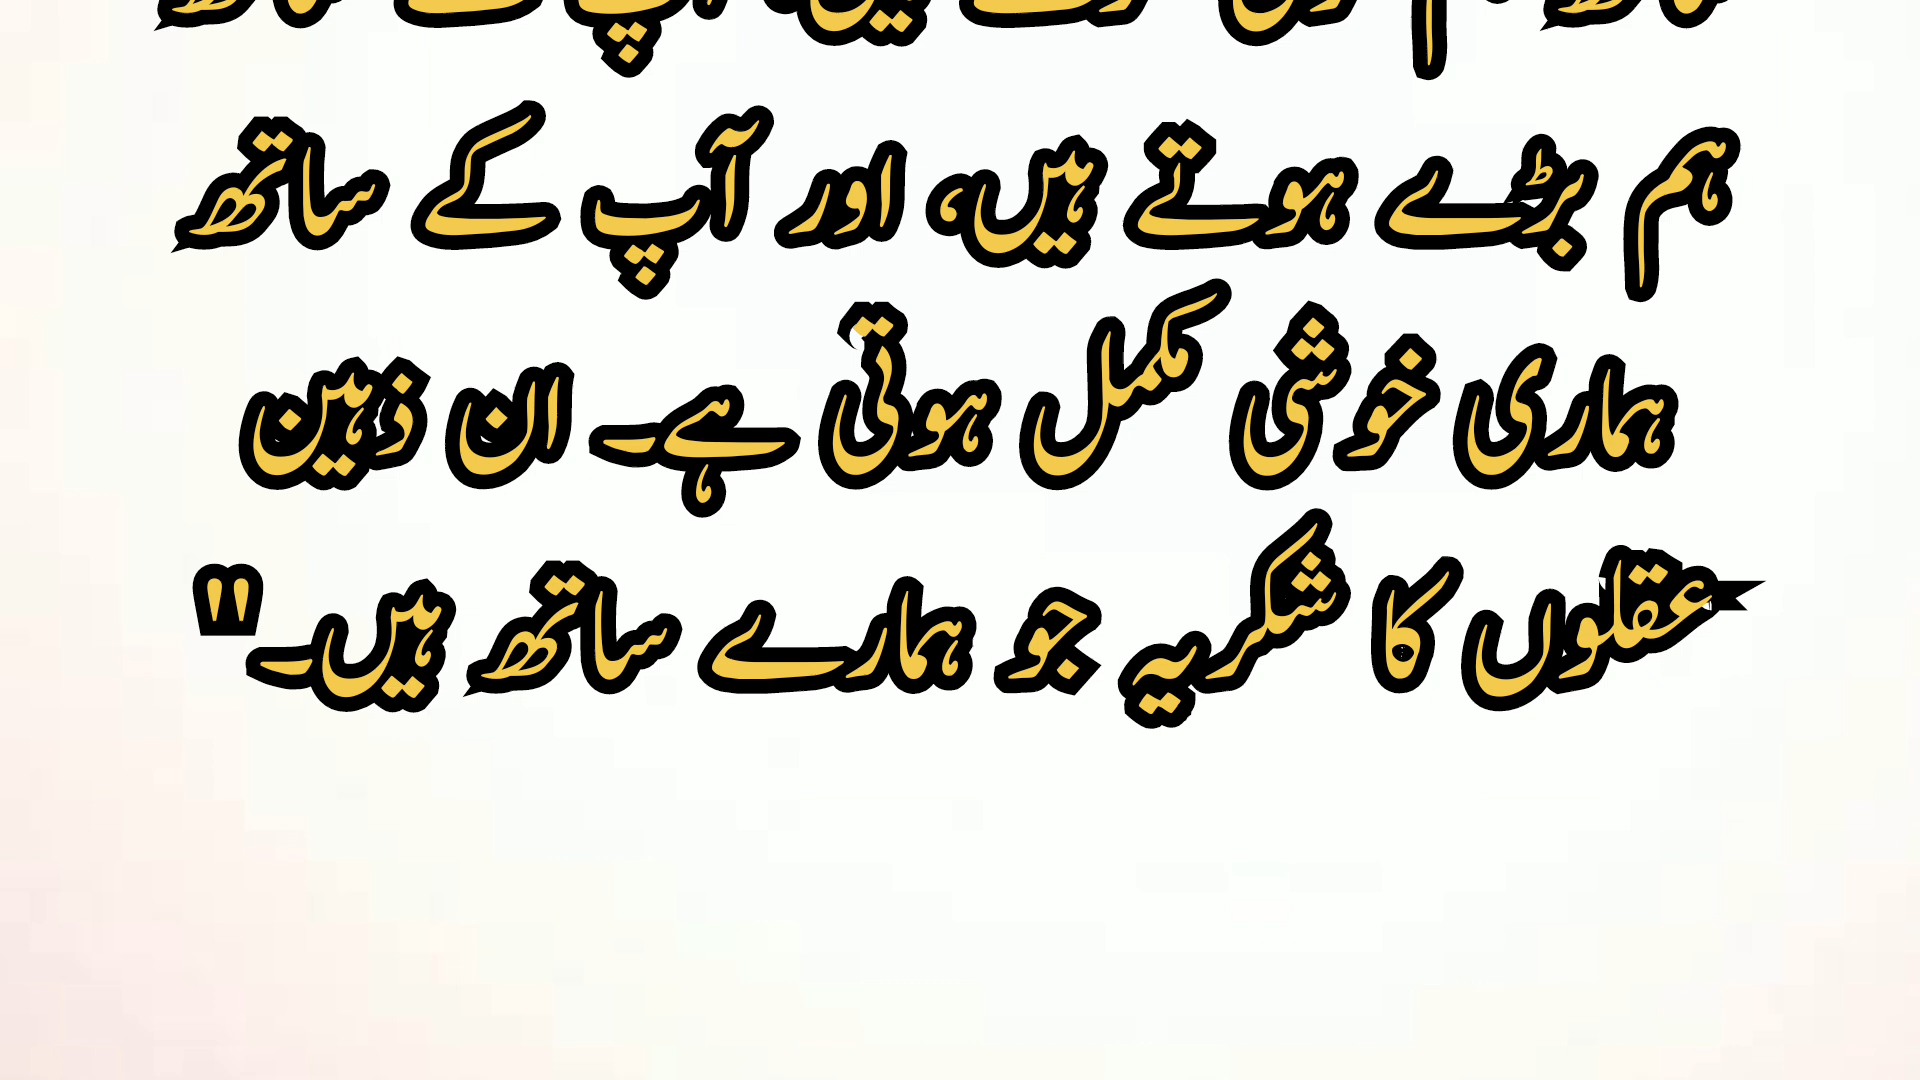 ہم بڑے ہوتے ہیں، اور آپ کے ساتھ
ہماری خوشی مکمل ہوتی ہے۔ ان ذہین
عقلوں کا شکریہ جو ہمارے ساتھ ہیں۔"